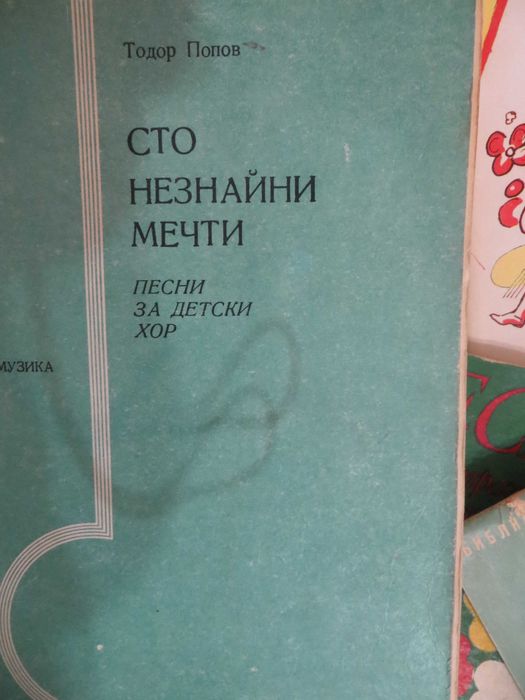 Тодор Попов
СТО
НЕЗНАЙНИ
МЕЧТИ
ПЕСНИ
ЗА ДЕТСКИ
ХОР
МУЗИКА